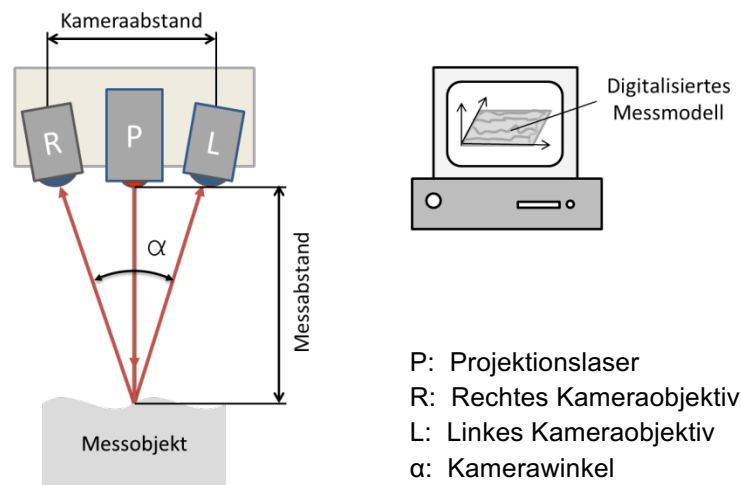 Kameraabstand
R
P
L
α
Messabstand
Messobjekt
Digitalisiertes
Messmodell
P: Projektionslaser
R: Rechtes Kameraobjektiv
L: Linkes Kameraobjektiv
α: Kamerawinkel